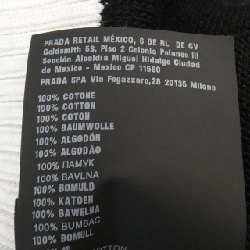 PRADA RETAIL MÉXICO, S DE RL DE CV
Goldsmith 53, Piso 2 Colonia Polanco III
Sección Alcaldía Miguel Hidalgo Ciudad
de Mexico - Mexico CP 11560
PRADA SPA Via Fogazzaro,28 20135 Milano
100% COTONE
100% COTTON
100% COTON
100% BAUMWOLLE
100% ALGODÓN
100% ALGODÃO
100% ΠΑΜУΚ
100% BAVLNA
100% BOMULD
100% KATOEN
100% BAWEŁNA
100% BUMBAC
100% BOMULL
COTTON